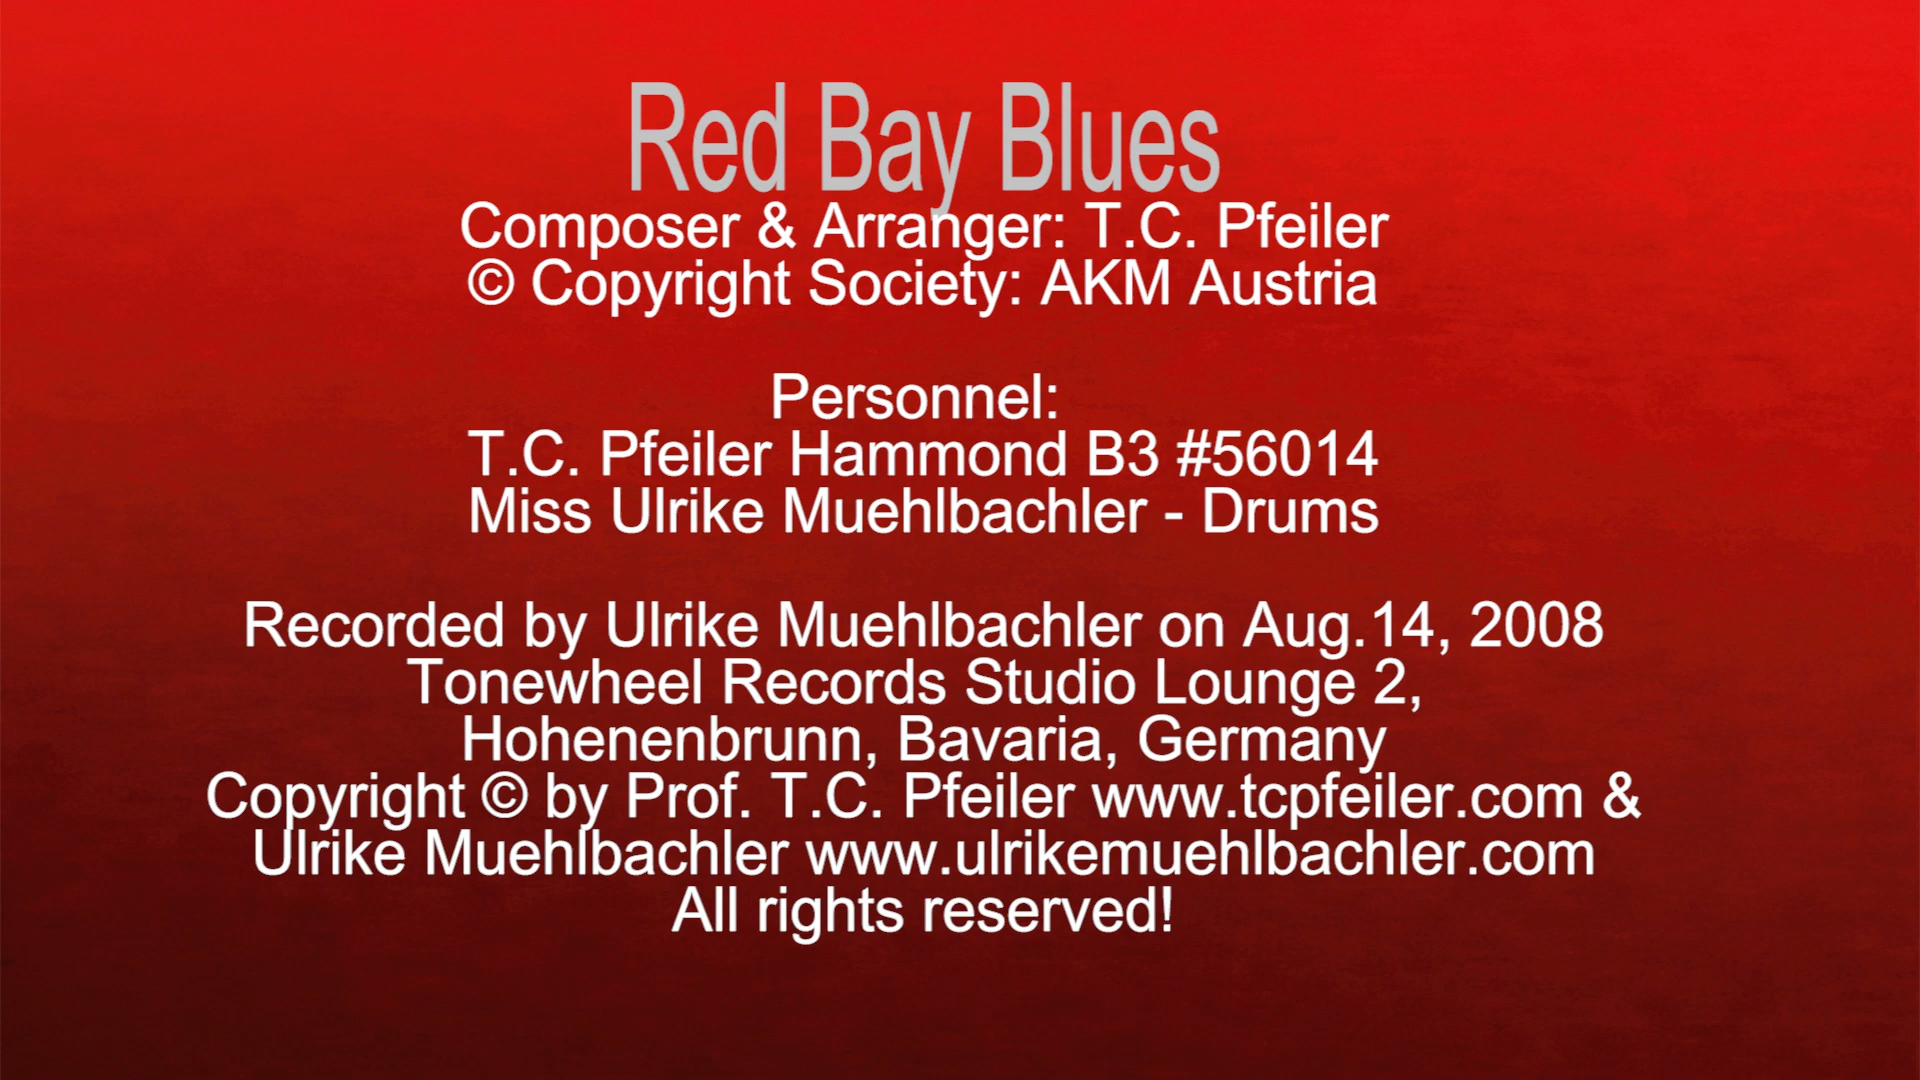 Red Bay Blues
Composer & Arranger: T.C. Pfeiler
© Copyright Society: AKM Austria
Personnel:
T.C. Pfeiler Hammond B3 #56014
Miss Ulrike Muehlbachler - Drums
Recorded by Ulrike Muehlbachler on Aug.14, 2008
Tonewheel Records Studio Lounge 2,
Hohenenbrunn, Bavaria, Germany
Copyright © by Prof. T.C. Pfeiler www.tcpfeiler.com &
Ulrike Muehlbachler www.ulrikemuehlbachler.com
All rights reserved!